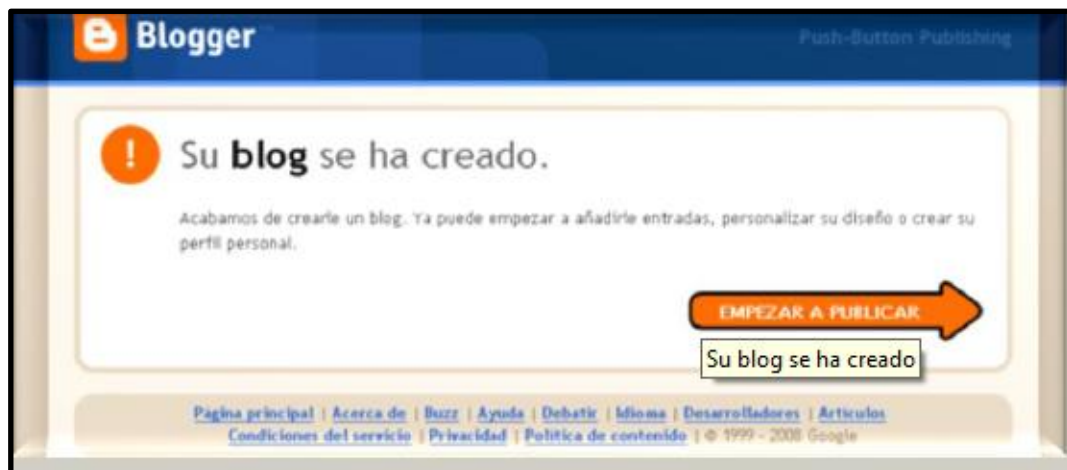 Blogger
Push-Button Publishing
Su blog se ha creado.
Acabamos de crearle un blog. Ya puede empezar a añadirle entradas, personalizar su diseño o crear su
perfil personal.
EMPEZAR A PUBLICAR
Su blog se ha creado
Página principal | Acerca de | Buzz | Ayuda | Debatir | Idioma | Desarrolladores | Artículos
Condiciones del servicio | Privacidad | Política de contenido | © 1999 - 2008 Google